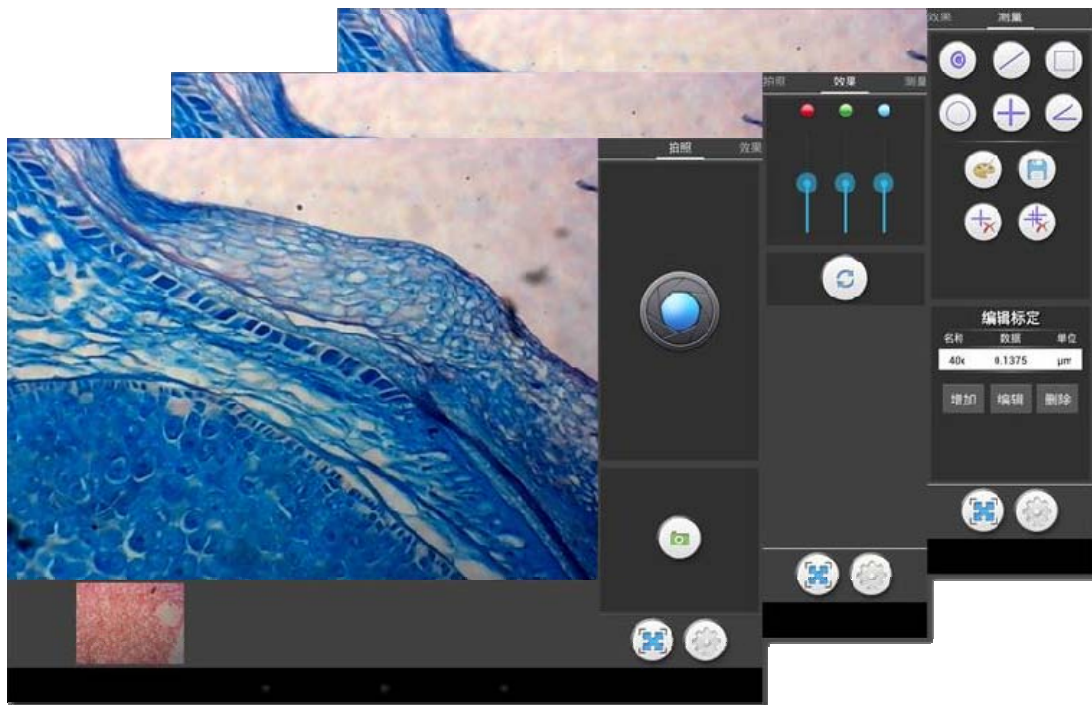 拍照 效果
拍照 效果 测量
效果 测量
编辑标定
名称 数据 单位
40x 0.1375 μm
增加 编辑 删除